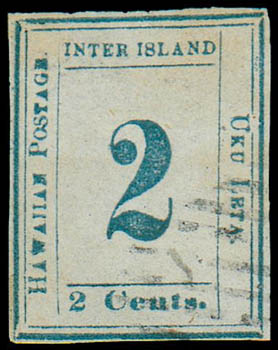 INTER ISLAND
HAWAIIAN POSTAGE.
2
UKU LETA.
2 Cents.